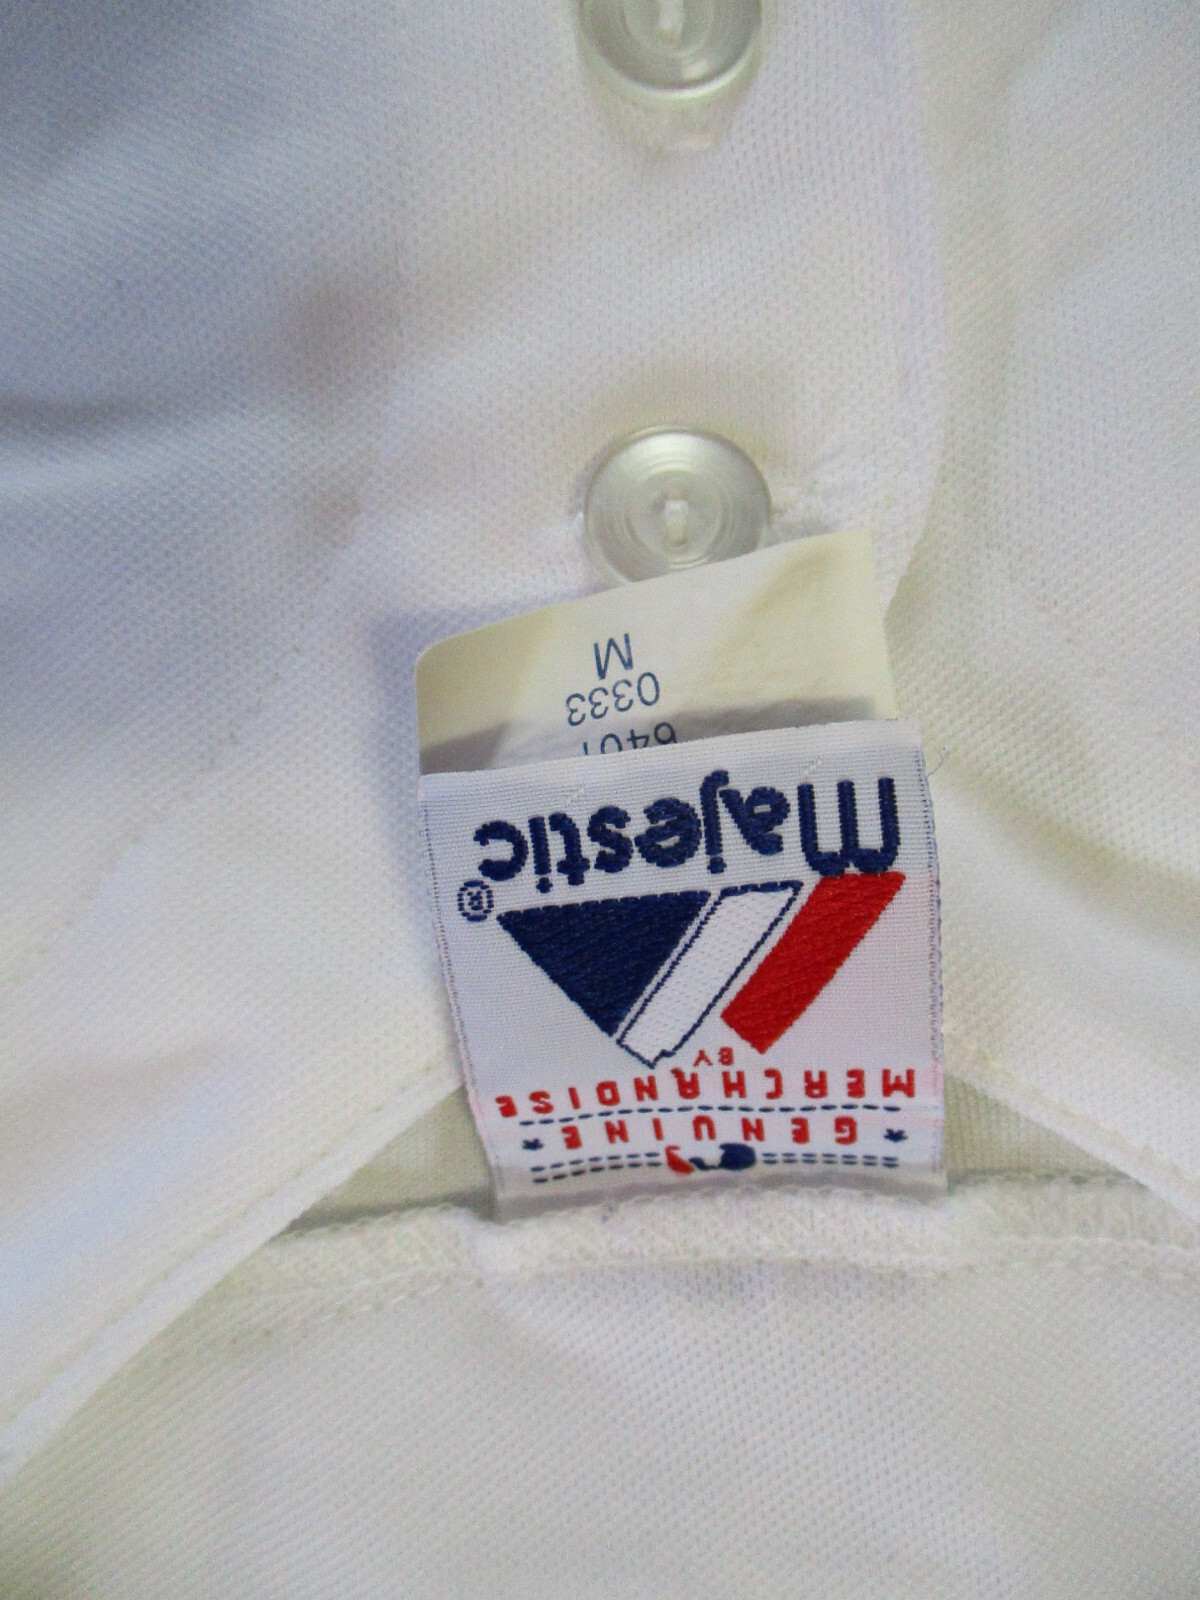 ★ GENUINE ★
MERCHANDISE
BY
Majestic®
6401
0333
M